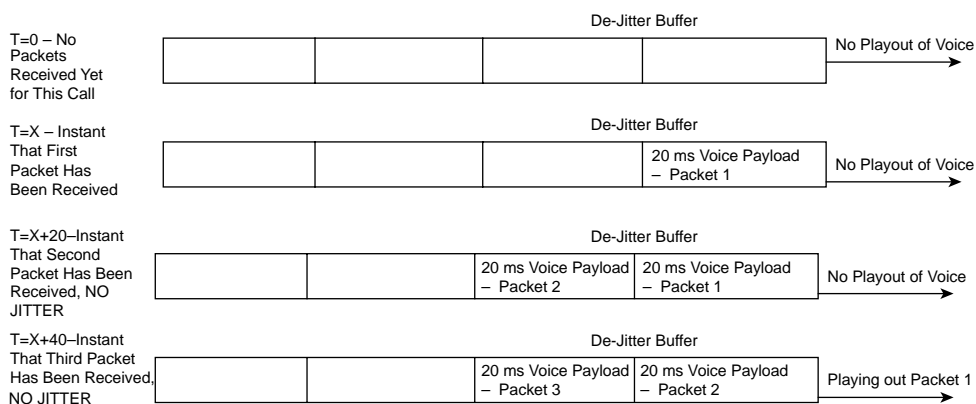 De-Jitter Buffer
T=0 – No
Packets
Received Yet
for This Call
No Playout of Voice
De-Jitter Buffer
T=X – Instant
That First
Packet Has
Been Received
20 ms Voice Payload
– Packet 1
No Playout of Voice
De-Jitter Buffer
T=X+20–Instant
That Second
Packet Has Been
Received, NO
JITTER
20 ms Voice Payload
– Packet 2
20 ms Voice Payload
– Packet 1
No Playout of Voice
De-Jitter Buffer
T=X+40–Instant
That Third Packet
Has Been Received,
NO JITTER
20 ms Voice Payload
– Packet 3
20 ms Voice Payload
– Packet 2
Playing out Packet 1